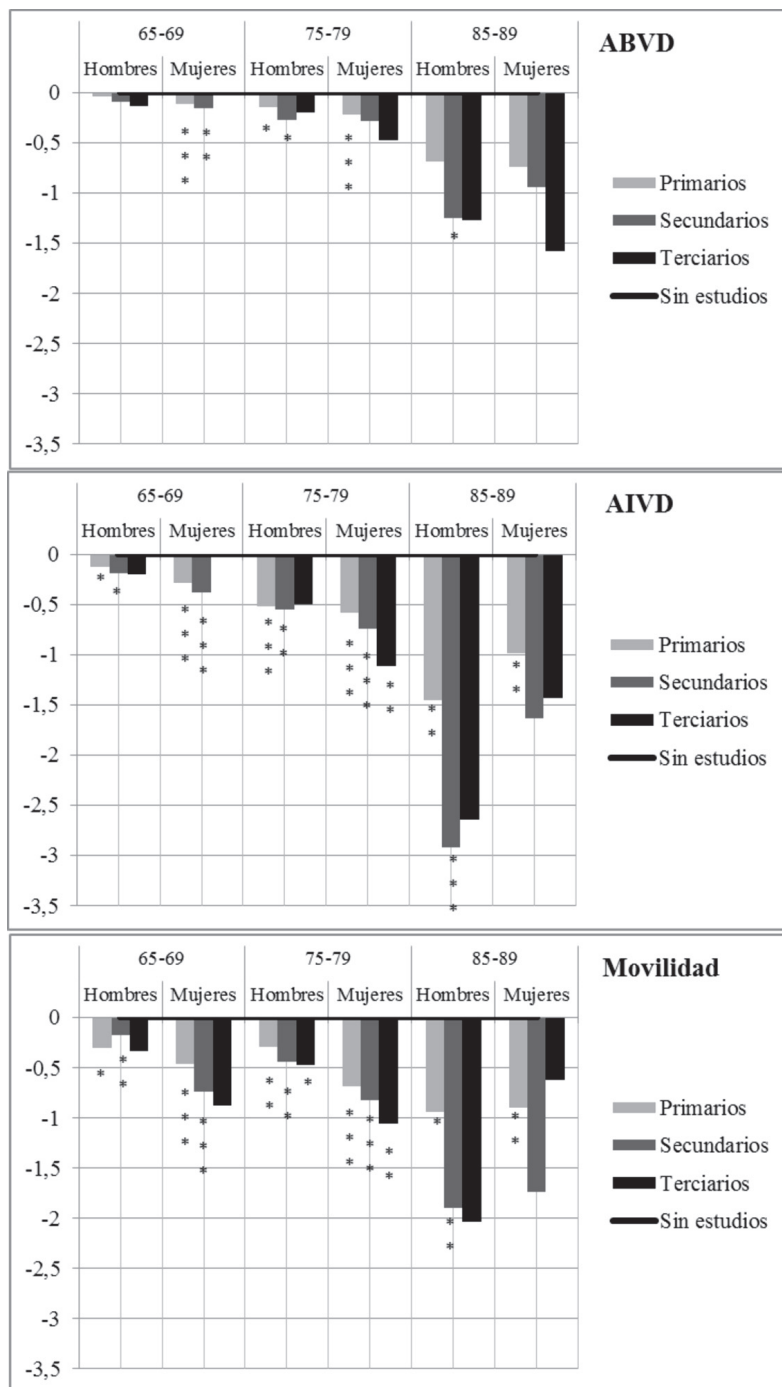 65-69 75-79 85-89
ABVD
Hombres Mujeres Hombres Mujeres Hombres Mujeres
0
-0,5
-1
-1,5
-2
-2,5
-3
-3,5
* * * * * * * * * * * *
Primarios
Secundarios
Terciarios
Sin estudios
65-69 75-79 85-89
AIVD
Hombres Mujeres Hombres Mujeres Hombres Mujeres
0
-0,5
-1
-1,5
-2
-2,5
-3
-3,5
* * * * * * * * * * * * * * * * * * * * * * * * * * * *
Primarios
Secundarios
Terciarios
Sin estudios
65-69 75-79 85-89
Movilidad
Hombres Mujeres Hombres Mujeres Hombres Mujeres
0
-0,5
-1
-1,5
-2
-2,5
-3
-3,5
* * * * * * * * * * * * * * * * * * * * * * * * * * *
Primarios
Secundarios
Terciarios
Sin estudios